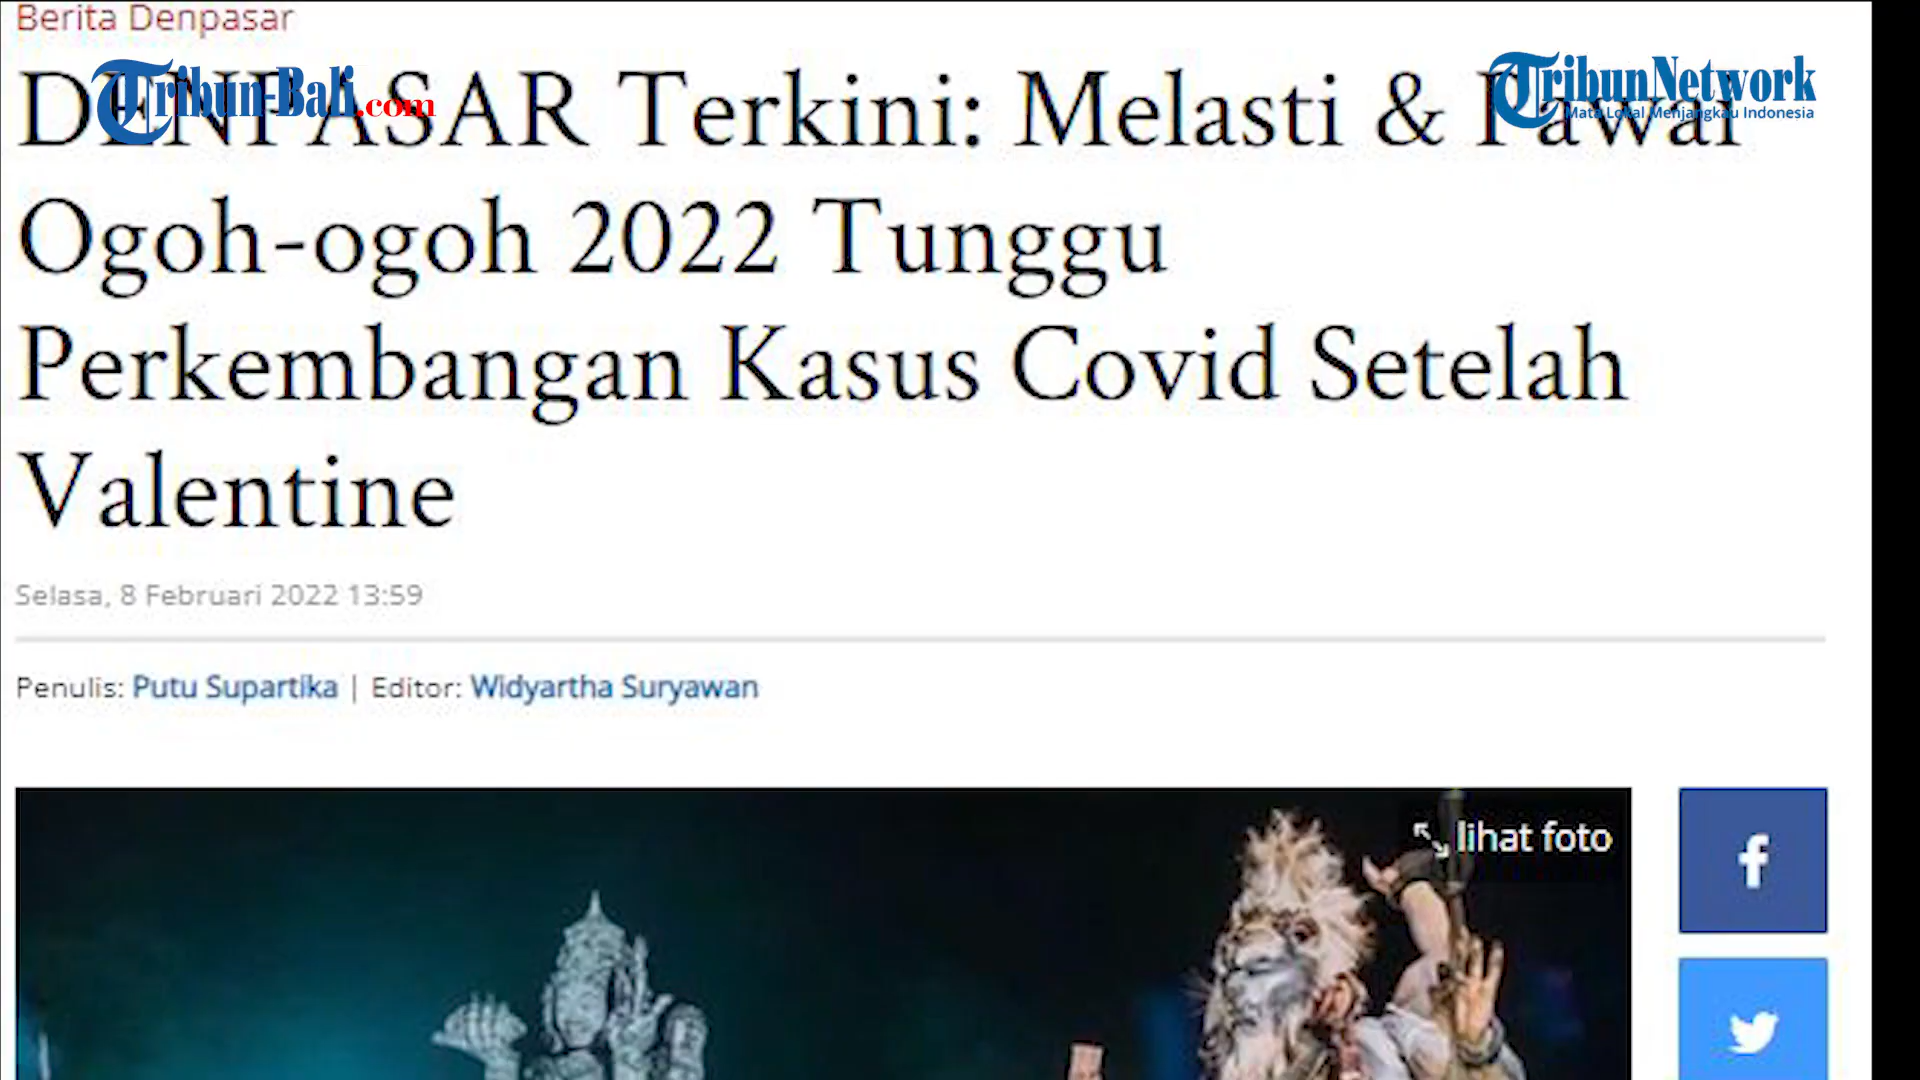 Berita Denpasar
Tribun-Bali.com
TribunNetwork
Mata Lokal Menjangkau Indonesia
DENPASAR Terkini: Melasti & Pawai
Ogoh-ogoh 2022 Tunggu
Perkembangan Kasus Covid Setelah
Valentine
Selasa, 8 Februari 2022 13:59
Penulis: Putu Supartika | Editor: Widyartha Suryawan
lihat foto